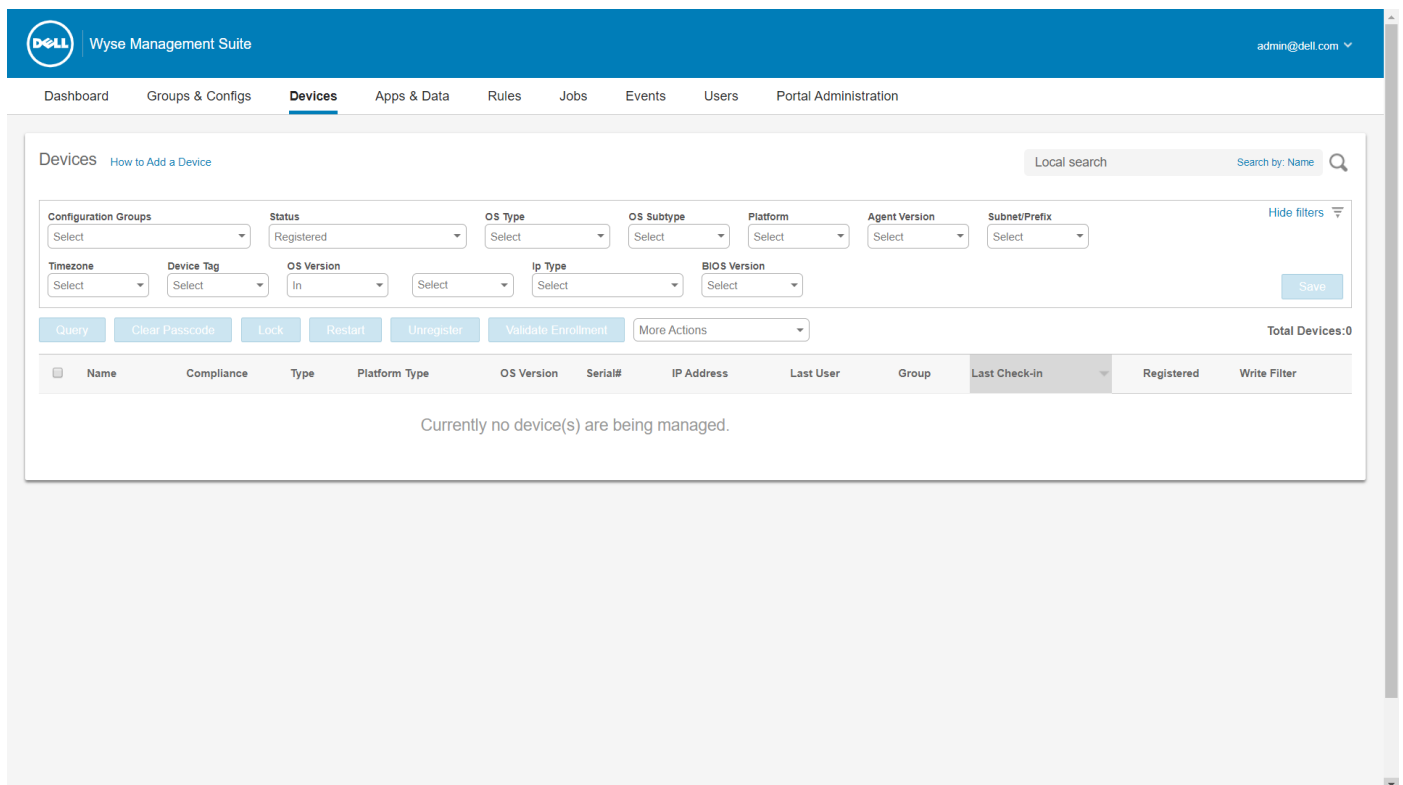 DELL Wyse Management Suite admin@dell.com
Dashboard Groups & Configs Devices Apps & Data Rules Jobs Events Users Portal Administration
Devices How to Add a Device Local search Search by: Name
Hide filters
Configuration Groups Status OS Type OS Subtype Platform Agent Version Subnet/Prefix
Select Registered Select Select Select Select Select
Timezone Device Tag OS Version Ip Type BIOS Version
Select Select In Select Select Select Save
Query Clear Passcode Lock Restart Unregister Validate Enrollment More Actions Total Devices:0
Name Compliance Type Platform Type OS Version Serial# IP Address Last User Group Last Check-in Registered Write Filter
Currently no device(s) are being managed.